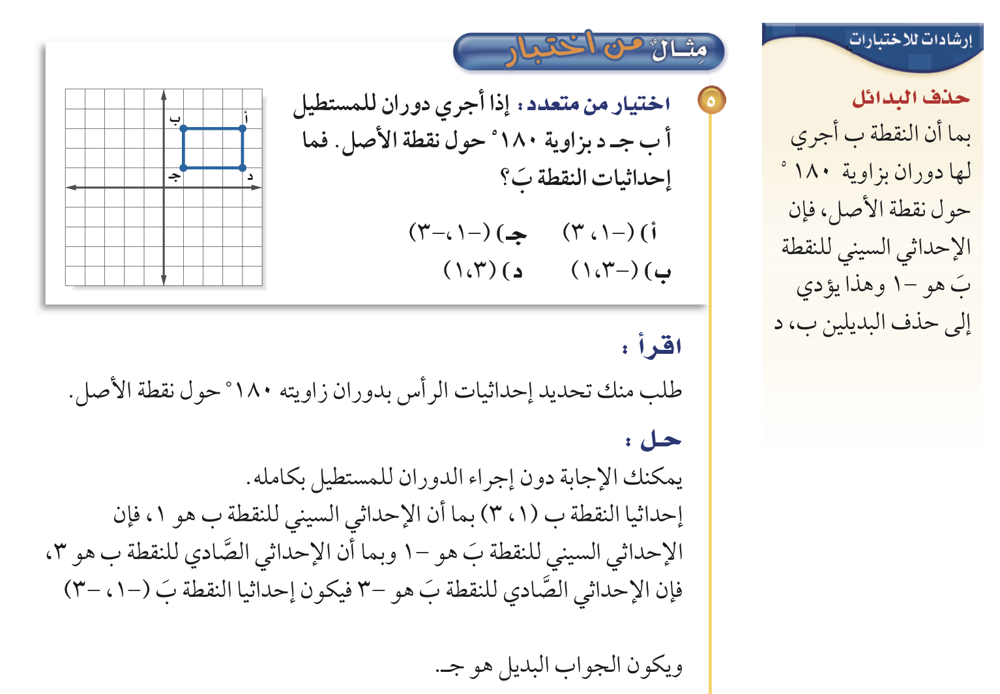 مِثــالٌ من اختبار
٥
اختيار من متعدد: إذا أجري دوران للمستطيل
أ ب جـ د بزاوية ١٨٠° حول نقطة الأصل. فما
إحداثيات النقطة بَ؟
أ) (–١، ٣) جـ) (–١،–٣)
ب) (–١،٣) د) (١،٣)
ب
أ
جـ
د
اقرأ :
طلب منك تحديد إحداثيات الرأس بدوران زاويته ١٨٠° حول نقطة الأصل.
حـل :
يمكنك الإجابة دون إجراء الدوران للمستطيل بكامله.
إحداثيا النقطة ب (١، ٣) بما أن الإحداثي السيني للنقطة ب هو ١، فإن
الإحداثي السيني للنقطة بَ هو –١ وبما أن الإحداثي الصَّادي للنقطة ب هو ٣،
فإن الإحداثي الصَّادي للنقطة بَ هو –٣ فيكون إحداثيا النقطة بَ (–١، –٣)
ويكون الجواب البديل هو جـ.
إرشادات للاختبارات
حذف البدائل
بما أن النقطة ب أجري
لها دوران بزاوية ١٨٠°
حول نقطة الأصل، فإن
الإحداثي السيني للنقطة
بَ هو –١ وهذا يؤدي
إلى حذف البديلين ب، د